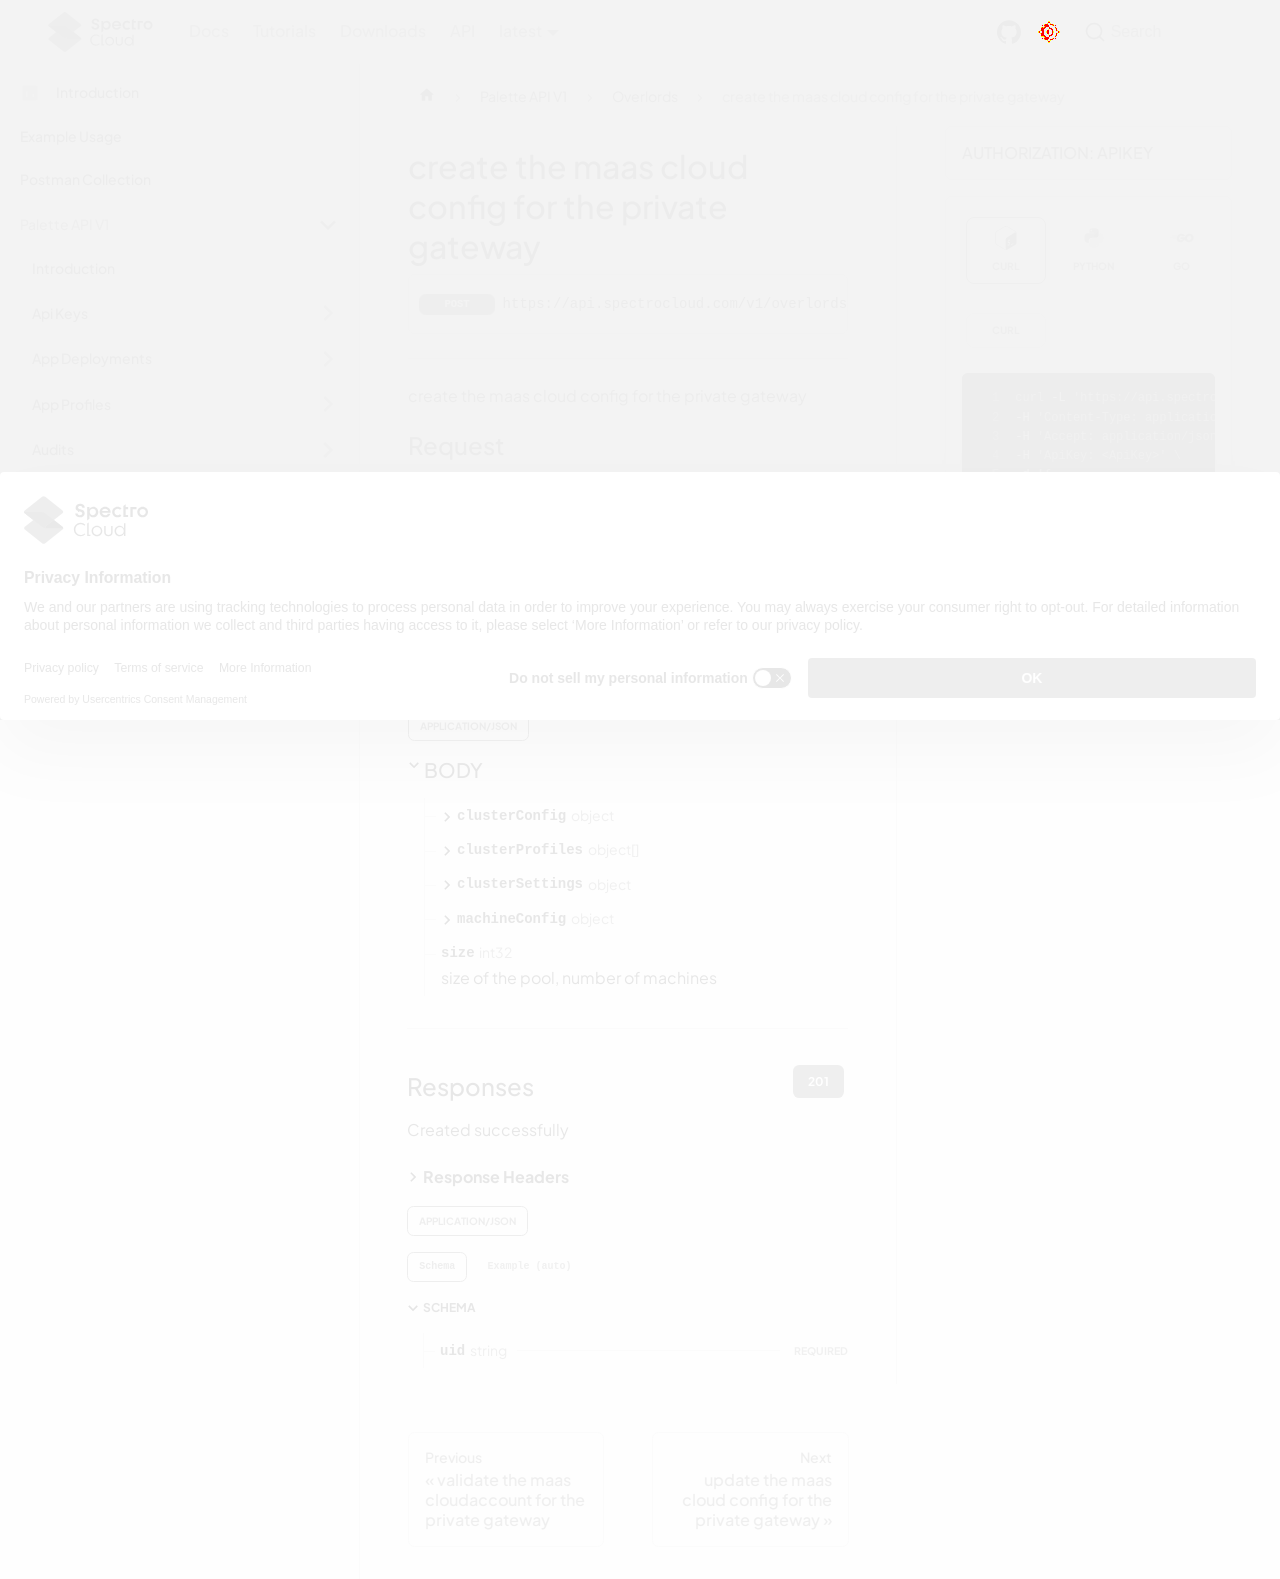 Spectro
Cloud
Docs
Tutorials
Downloads
API
latest
Search
Introduction
Example Usage
Postman Collection
Palette API V1
Introduction
Api Keys
App Deployments
App Profiles
Audits
Palette API V1
Overlords
create the maas cloud config for the private gateway
create the maas cloud
config for the private
gateway
POST
https://api.spectrocloud.com/v1/overlords
create the maas cloud config for the private gateway
Request
AUTHORIZATION: APIKEY
CURL
PYTHON
GO
CURL
Spectro
Cloud
Privacy Information
We and our partners are using tracking technologies to process personal data in order to improve your experience. You may always exercise your consumer right to opt-out. For detailed information
about personal information we collect and third parties having access to it, please select 'More Information' or refer to our privacy policy.
Privacy policy
Terms of service
More Information
Powered by Usercentrics Consent Management
Do not sell my personal information
OK
APPLICATION/JSON
BODY
clusterConfig object
clusterProfiles object[]
clusterSettings object
machineConfig object
size int32
size of the pool, number of machines
Responses
201
Created successfully
Response Headers
APPLICATION/JSON
Schema
Example (auto)
SCHEMA
uid string
REQUIRED
Previous
« validate the maas
cloudaccount for the
private gateway
Next
update the maas
cloud config for the
private gateway »